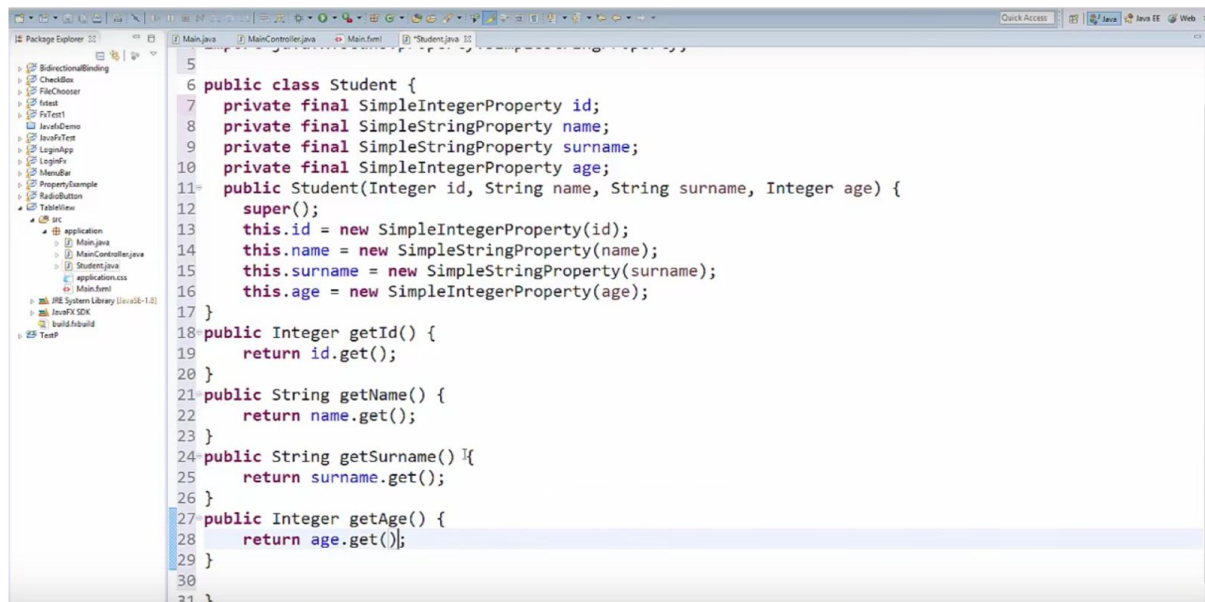 Quick Access
Java
Java EE
Web
Package Explorer
Main.java
MainController.java
Main.fxml
*Student.java
BidirectionalBinding
CheckBox
FileChooser
fxtest
FxTest1
JavafxDemo
JavaFxTest
LoginApp
LoginFx
MenuBar
PropertyExample
RadioButton
TableView
src
application
Main.java
MainController.java
Student.java
application.css
Main.fxml
JRE System Library [JavaSE-1.8]
JavaFX SDK
build.fxbuild
TestP
5
6 public class Student {
7 private final SimpleIntegerProperty id;
8 private final SimpleStringProperty name;
9 private final SimpleStringProperty surname;
10 private final SimpleIntegerProperty age;
11 public Student(Integer id, String name, String surname, Integer age) {
12 super();
13 this.id = new SimpleIntegerProperty(id);
14 this.name = new SimpleStringProperty(name);
15 this.surname = new SimpleStringProperty(surname);
16 this.age = new SimpleIntegerProperty(age);
17 }
18 public Integer getId() {
19 return id.get();
20 }
21 public String getName() {
22 return name.get();
23 }
24 public String getSurname() {
25 return surname.get();
26 }
27 public Integer getAge() {
28 return age.get();
29 }
30
31 }